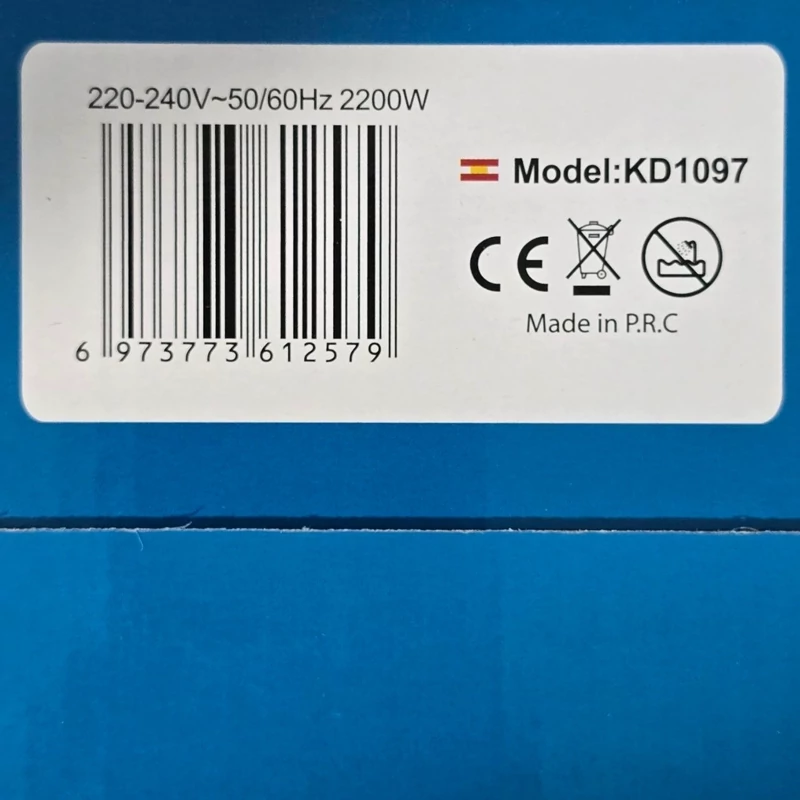 220-240V~50/60Hz 2200W
6 973773 612579
Model:KD1097
CE
Made in P.R.C